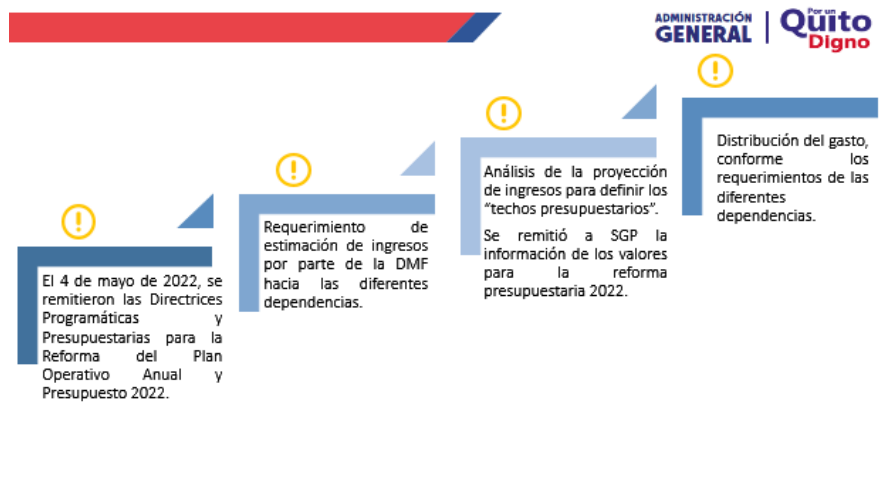 ADMINISTRACIÓN
GENERAL
Por un
Quito
Digno
El 4 de mayo de 2022, se
remitieron las Directrices
Programáticas y
Presupuestarias para la
Reforma del Plan
Operativo Anual y
Presupuesto 2022.
Requerimiento de
estimación de ingresos
por parte de la DMF
hacia las diferentes
dependencias.
Análisis de la proyección
de ingresos para definir los
“techos presupuestarios”.
Se remitió a SGP la
información de los valores
para la reforma
presupuestaria 2022.
Distribución del gasto,
conforme los
requerimientos de las
diferentes
dependencias.